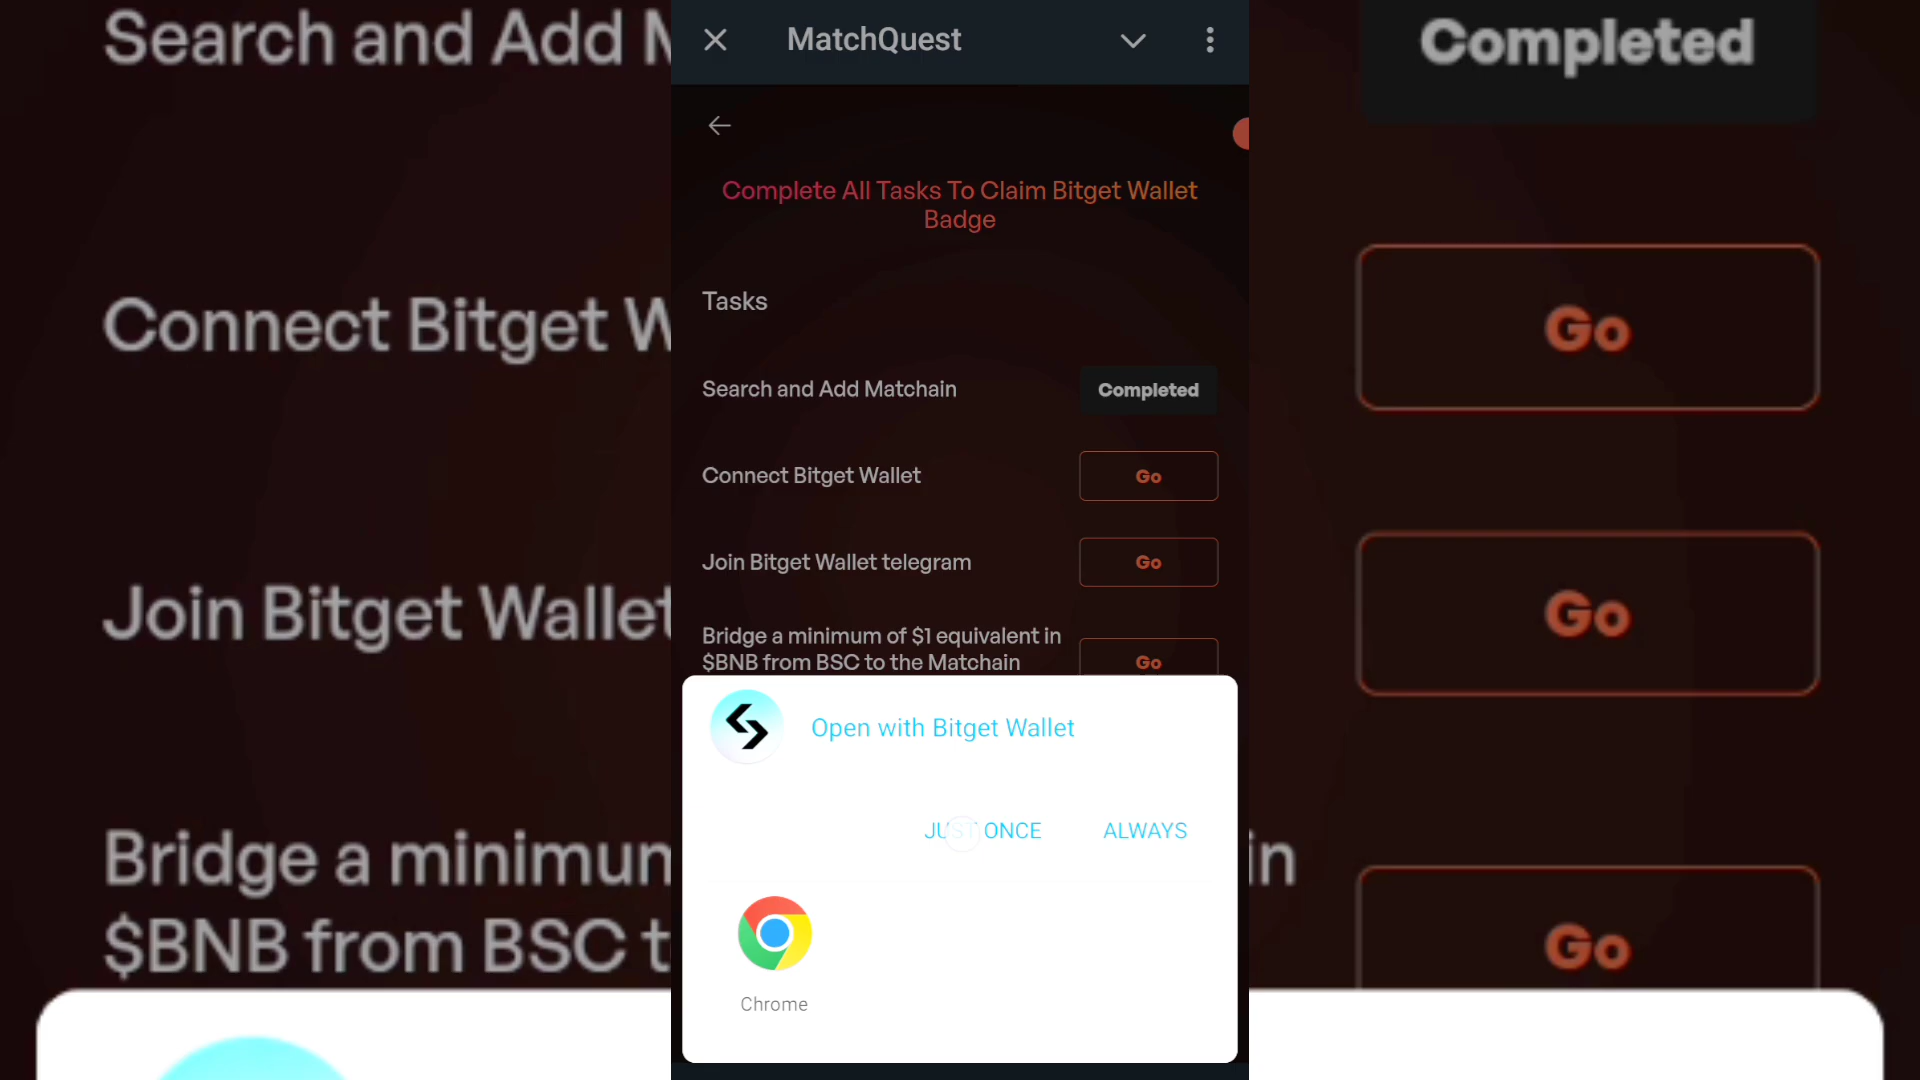 MatchQuest
Complete All Tasks To Claim Bitget Wallet
Badge
Tasks
Search and Add Matchain
Completed
Connect Bitget Wallet
Go
Join Bitget Wallet telegram
Go
Bridge a minimum of $1 equivalent in
$BNB from BSC to the Matchain
Go
Open with Bitget Wallet
JUST ONCE
ALWAYS
Chrome
Search and Add M
Completed
Connect Bitget W
Go
Join Bitget Wallet
Go
Bridge a minimum
in
$BNB from BSC t
Go